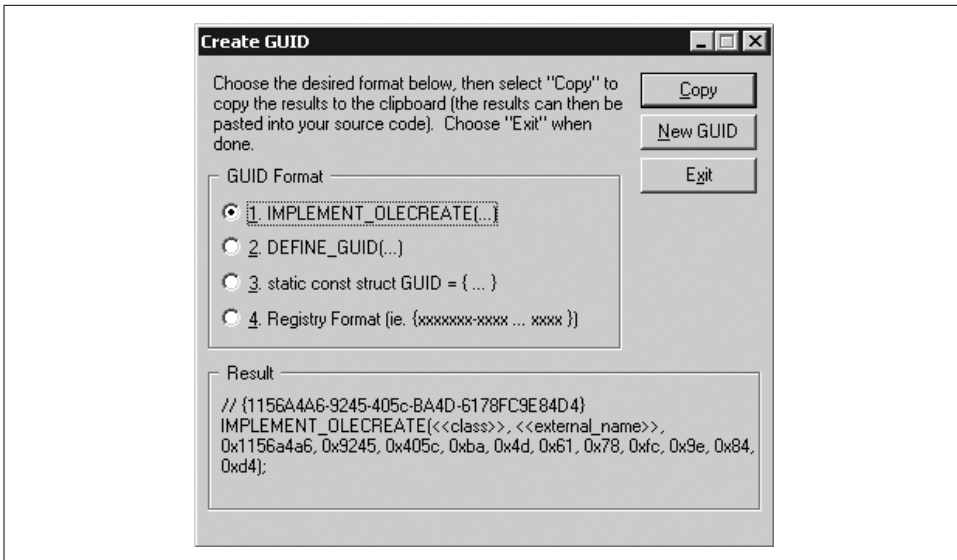 Create GUID
Choose the desired format below, then select "Copy" to
copy the results to the clipboard (the results can then be
pasted into your source code).  Choose "Exit" when
done.
Copy
New GUID
Exit
GUID Format
1. IMPLEMENT_OLECREATE(...)
2. DEFINE_GUID(...)
3. static const struct GUID = { ... }
4. Registry Format (ie. {xxxxxxx-xxxx ... xxxx })
Result
// {1156A4A6-9245-405c-BA4D-6178FC9E84D4}
IMPLEMENT_OLECREATE(<<class>>, <<external_name>>,
0x1156a4a6, 0x9245, 0x405c, 0xba, 0x4d, 0x61, 0x78, 0xfc, 0x9e, 0x84,
0xd4);